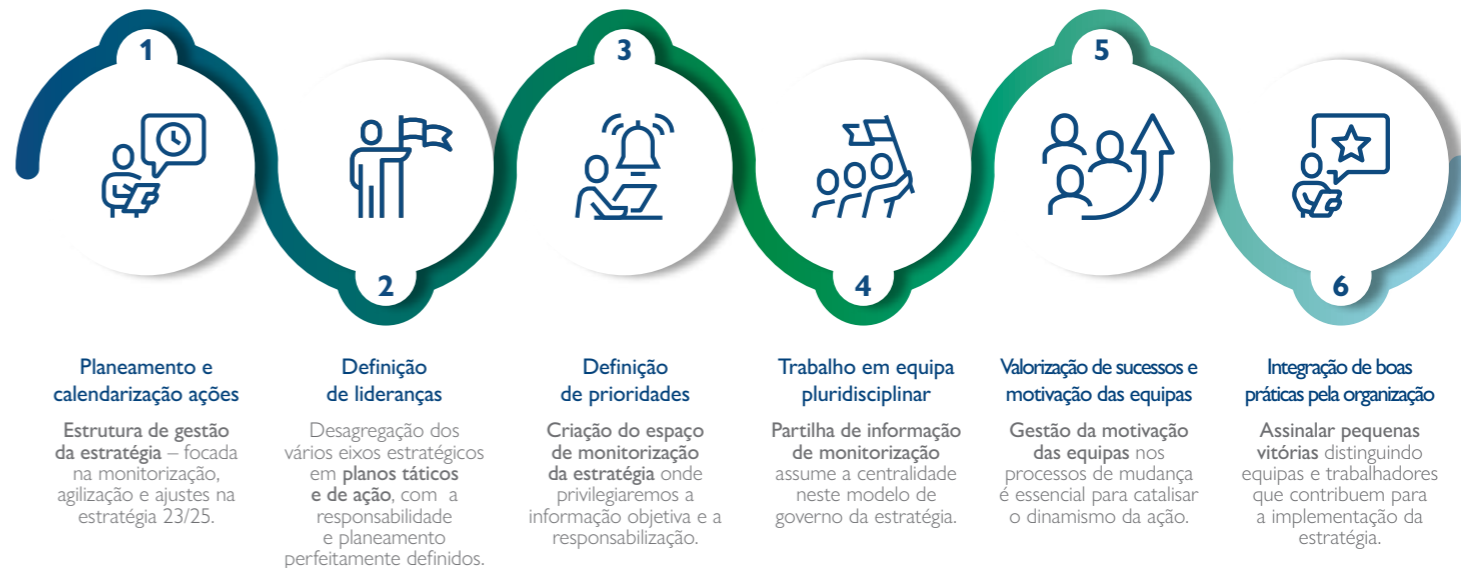 1
Planeamento e
calendarização ações
Estrutura de gestão
da estratégia – focada
na monitorização,
agilização e ajustes na
estratégia 23/25.
2
Definição
de lideranças
Desagregação dos
vários eixos estratégicos
em planos táticos
e de ação, com a
responsabilidade
e planeamento
perfeitamente definidos.
3
Definição
de prioridades
Criação do espaço
de monitorização
da estratégia onde
privilegiaremos a
informação objetiva e a
responsabilização.
4
Trabalho em equipa
pluridisciplinar
Partilha de informação
de monitorização
assume a centralidade
neste modelo de
governo da estratégia.
5
Valorização de sucessos e
motivação das equipas
Gestão da motivação
das equipas nos
processos de mudança
é essencial para catalisar
o dinamismo da ação.
6
Integração de boas
práticas pela organização
Assinalar pequenas
vitórias distinguindo
equipas e trabalhadores
que contribuem para
a implementação da
estratégia.